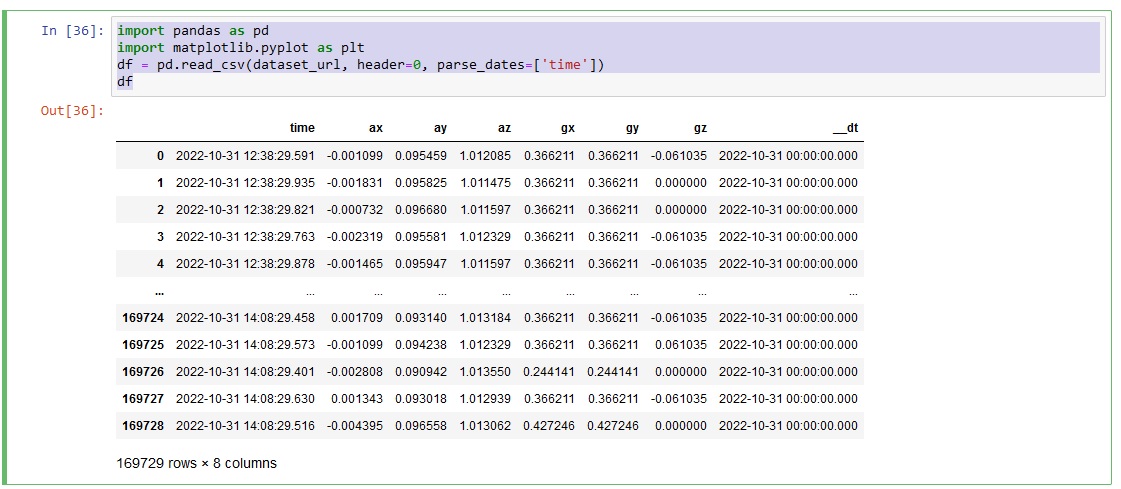 In [36]: import pandas as pd
import matplotlib.pyplot as plt
df = pd.read_csv(dataset_url, header=0, parse_dates=['time'])
df
Out[36]:
time ax ay az gx gy gz __dt
0 2022-10-31 12:38:29.591 -0.001099 0.095459 1.012085 0.366211 0.366211 -0.061035 2022-10-31 00:00:00.000
1 2022-10-31 12:38:29.935 -0.001831 0.095825 1.011475 0.366211 0.366211 0.000000 2022-10-31 00:00:00.000
2 2022-10-31 12:38:29.821 -0.000732 0.096680 1.011597 0.366211 0.366211 0.000000 2022-10-31 00:00:00.000
3 2022-10-31 12:38:29.763 -0.002319 0.095581 1.012329 0.366211 0.366211 -0.061035 2022-10-31 00:00:00.000
4 2022-10-31 12:38:29.878 -0.001465 0.095947 1.011597 0.366211 0.366211 -0.061035 2022-10-31 00:00:00.000
... ... ... ... ... ... ... ... ...
169724 2022-10-31 14:08:29.458 0.001709 0.093140 1.013184 0.366211 0.366211 -0.061035 2022-10-31 00:00:00.000
169725 2022-10-31 14:08:29.573 -0.001099 0.094238 1.012329 0.366211 0.366211 0.061035 2022-10-31 00:00:00.000
169726 2022-10-31 14:08:29.401 -0.002808 0.090942 1.013550 0.244141 0.244141 0.000000 2022-10-31 00:00:00.000
169727 2022-10-31 14:08:29.630 0.001343 0.093018 1.012939 0.366211 0.366211 -0.061035 2022-10-31 00:00:00.000
169728 2022-10-31 14:08:29.516 -0.004395 0.096558 1.013062 0.427246 0.427246 0.000000 2022-10-31 00:00:00.000
169729 rows × 8 columns